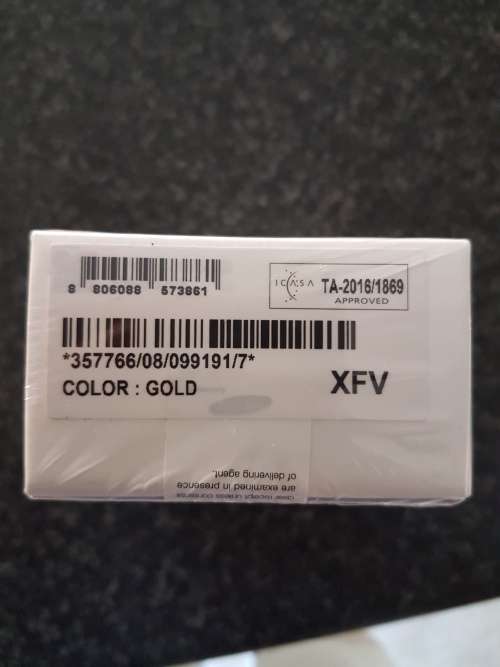 8 806088 573861
ICASA TA-2016/1869
APPROVED
*357766/08/099191/7*
COLOR : GOLD
XFV
of delivering agent.
are examined in presence